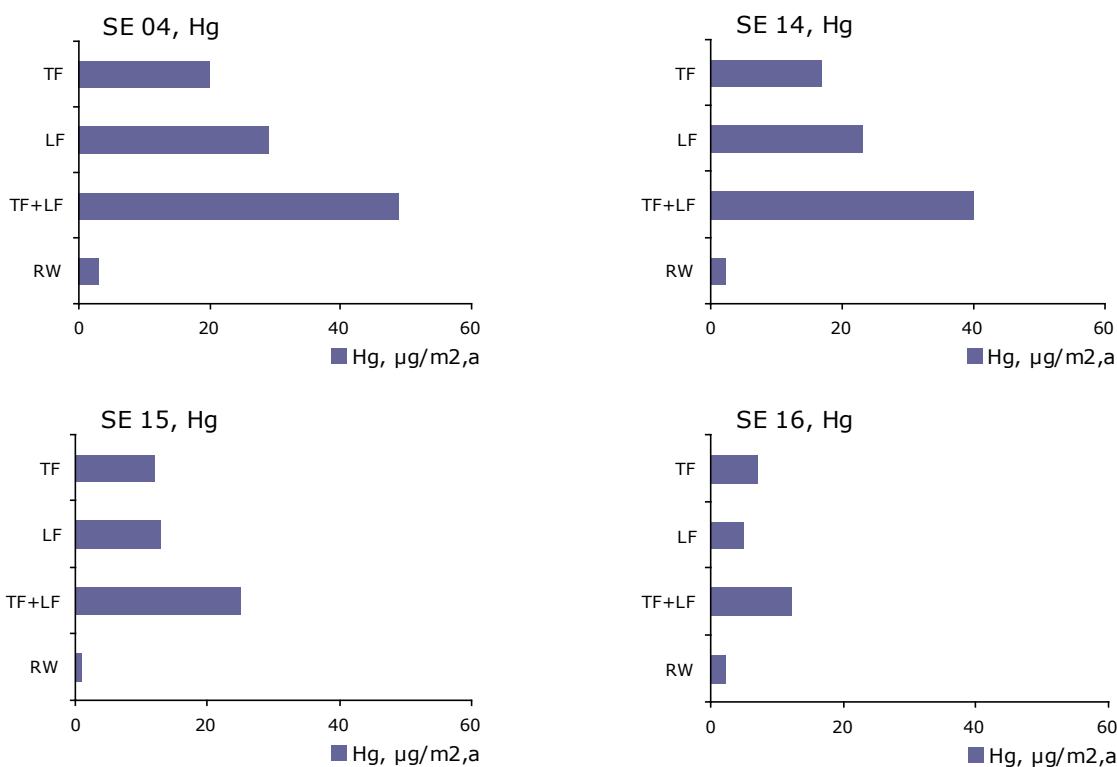 SE 04, Hg
TF
LF
TF+LF
RW
0 20 40 60
Hg, µg/m2,a
SE 14, Hg
TF
LF
TF+LF
RW
0 20 40 60
Hg, µg/m2,a
SE 15, Hg
TF
LF
TF+LF
RW
0 20 40 60
Hg, µg/m2,a
SE 16, Hg
TF
LF
TF+LF
RW
0 20 40 60
Hg, µg/m2,a